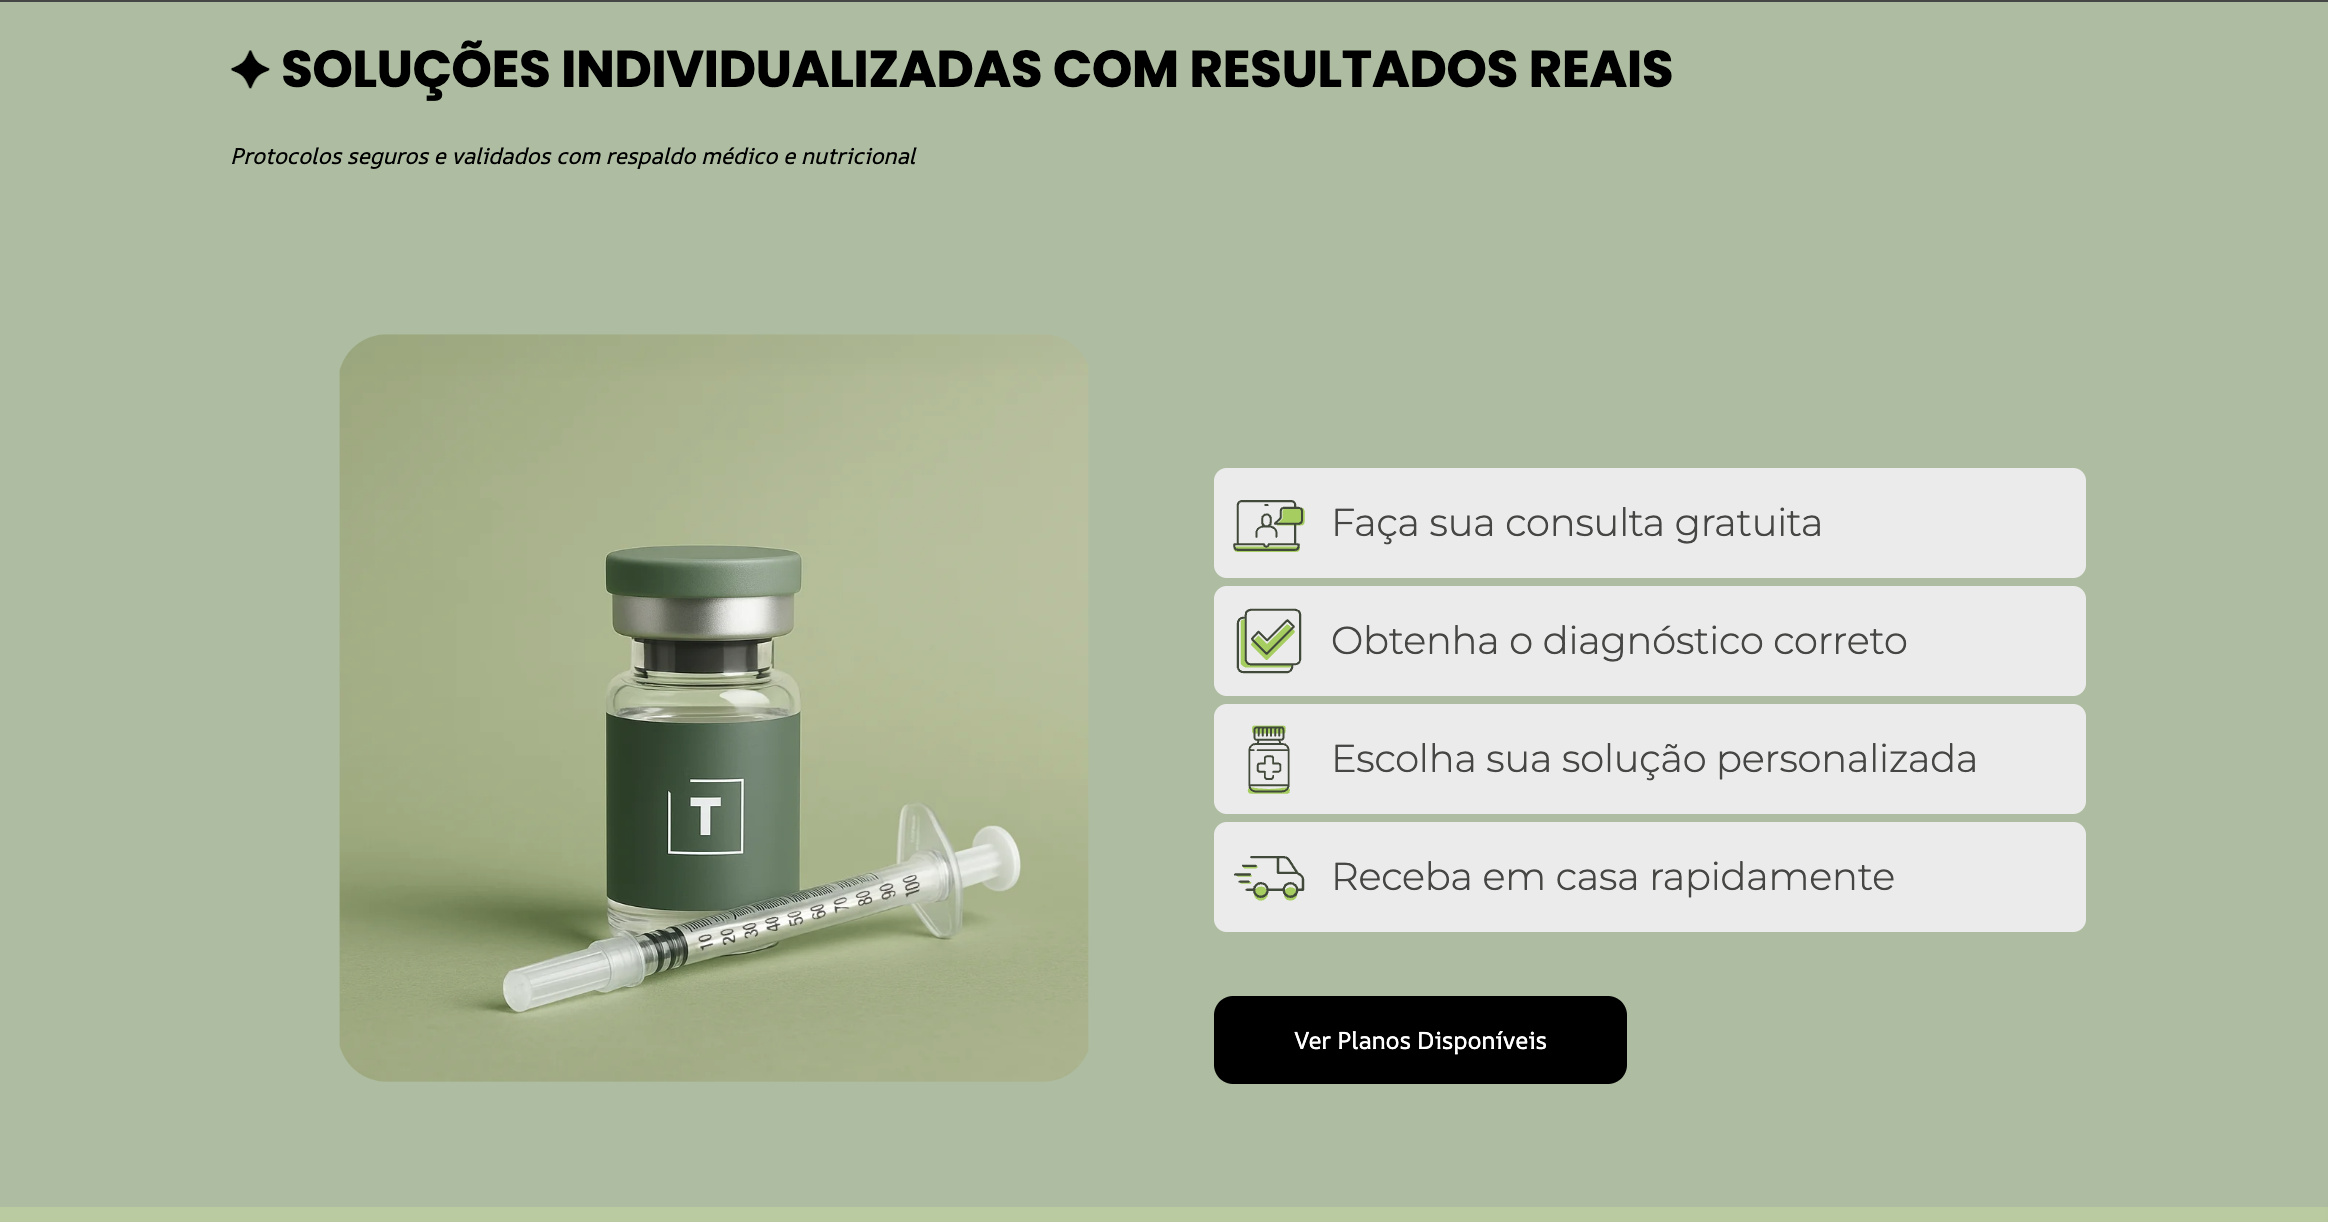 ✦ SOLUÇÕES INDIVIDUALIZADAS COM RESULTADOS REAIS
Protocolos seguros e validados com respaldo médico e nutricional
T
10 20 30 40 50 60 70 80 90 100
Faça sua consulta gratuita
Obtenha o diagnóstico correto
Escolha sua solução personalizada
Receba em casa rapidamente
Ver Planos Disponíveis